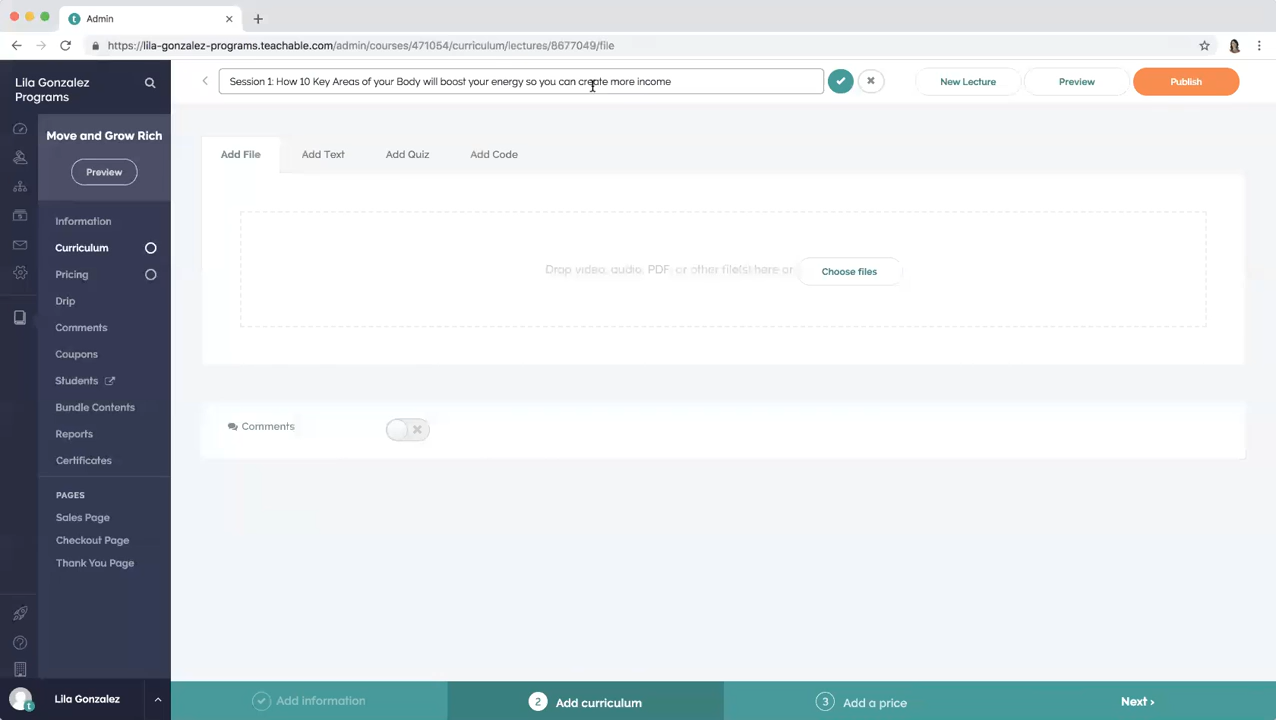 Admin
https://lila-gonzalez-programs.teachable.com/admin/courses/471054/curriculum/lectures/8677049/file
Lila Gonzalez
Programs
Session 1: How 10 Key Areas of your Body will boost your energy so you can create more income
New Lecture
Preview
Publish
Move and Grow Rich
Preview
Add File
Add Text
Add Quiz
Add Code
Information
Curriculum
Pricing
Drip
Comments
Coupons
Students
Bundle Contents
Reports
Certificates
Drop video, audio, PDF, or other file(s) here or
Choose files
Comments
PAGES
Sales Page
Checkout Page
Thank You Page
Lila Gonzalez
Add information
2 Add curriculum
3 Add a price
Next ›